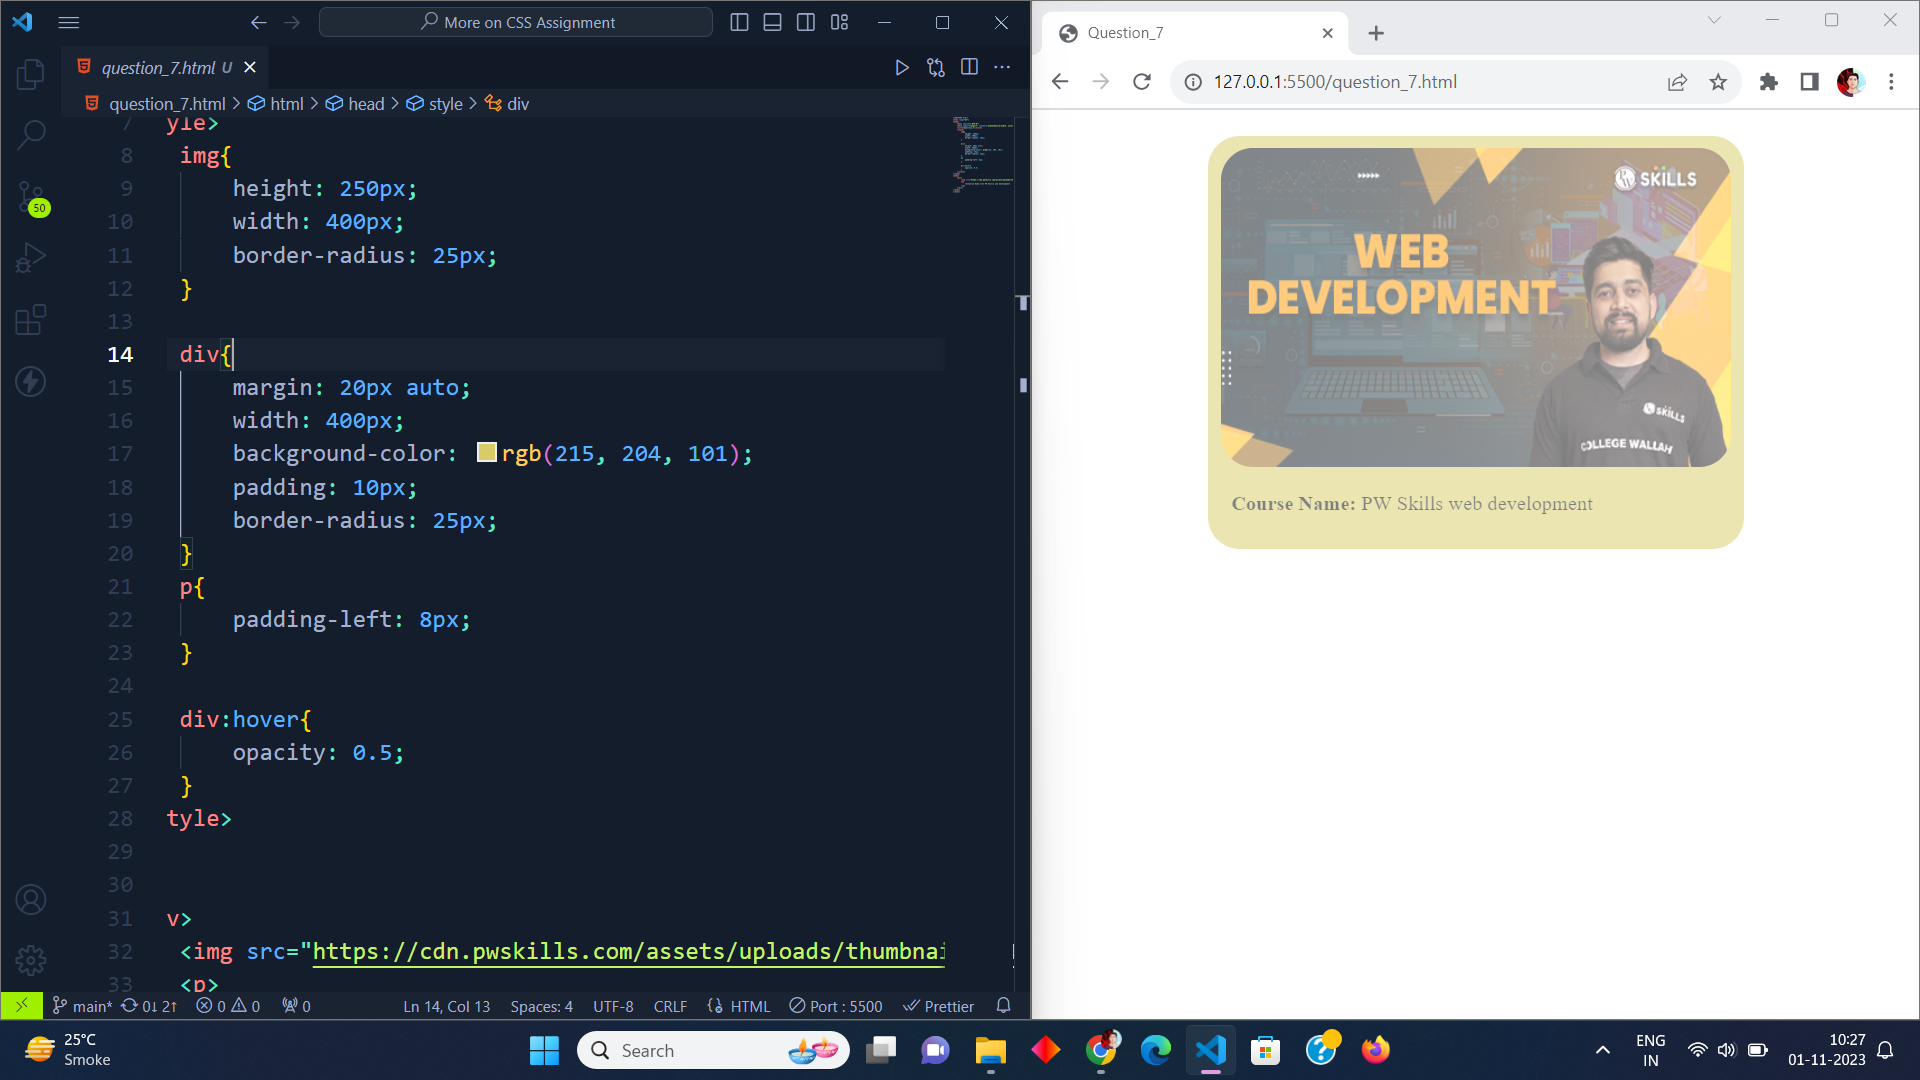 More on CSS Assignment
question_7.html U
question_7.html > html > head > style > div
7 yle>
8 img{
9 height: 250px;
10 width: 400px;
11 border-radius: 25px;
12 }
13
14 div{
15 margin: 20px auto;
16 width: 400px;
17 background-color: rgb(215, 204, 101);
18 padding: 10px;
19 border-radius: 25px;
20 }
21 p{
22 padding-left: 8px;
23 }
24
25 div:hover{
26 opacity: 0.5;
27 }
28 tyle>
29
30
31 v>
32 <img src="https://cdn.pwskills.com/assets/uploads/thumbnai
33 <p>
50
main* 0↓ 2↑ 0 0 0 Ln 14, Col 13 Spaces: 4 UTF-8 CRLF HTML Port : 5500 Prettier
Question_7
127.0.0.1:5500/question_7.html
SKILLS
WEB
DEVELOPMENT
SKILLS
COLLEGE WALLAH
Course Name: PW Skills web development
25°C
Smoke
Search
ENG
IN
10:27
01-11-2023